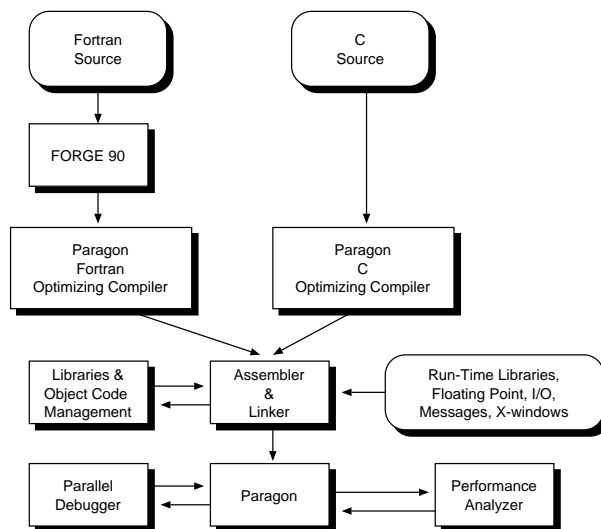 Fortran
Source
C
Source
FORGE 90
Paragon
Fortran
Optimizing Compiler
Paragon
C
Optimizing Compiler
Libraries &
Object Code
Management
Assembler
&
Linker
Run-Time Libraries,
Floating Point, I/O,
Messages, X-windows
Parallel
Debugger
Paragon
Performance
Analyzer